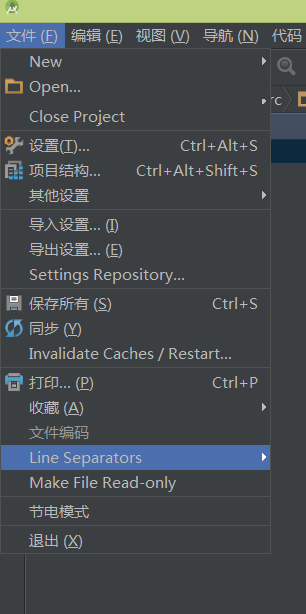 文件 (F) 编辑 (E) 视图 (V) 导航 (N) 代码
rc
New
Open...
Close Project
设置(T)... Ctrl+Alt+S
项目结构... Ctrl+Alt+Shift+S
其他设置
导入设置... (I)
导出设置... (E)
Settings Repository...
保存所有 (S) Ctrl+S
同步 (Y)
Invalidate Caches / Restart...
打印... (P) Ctrl+P
收藏 (A)
文件编码
Line Separators
Make File Read-only
节电模式
退出 (X)